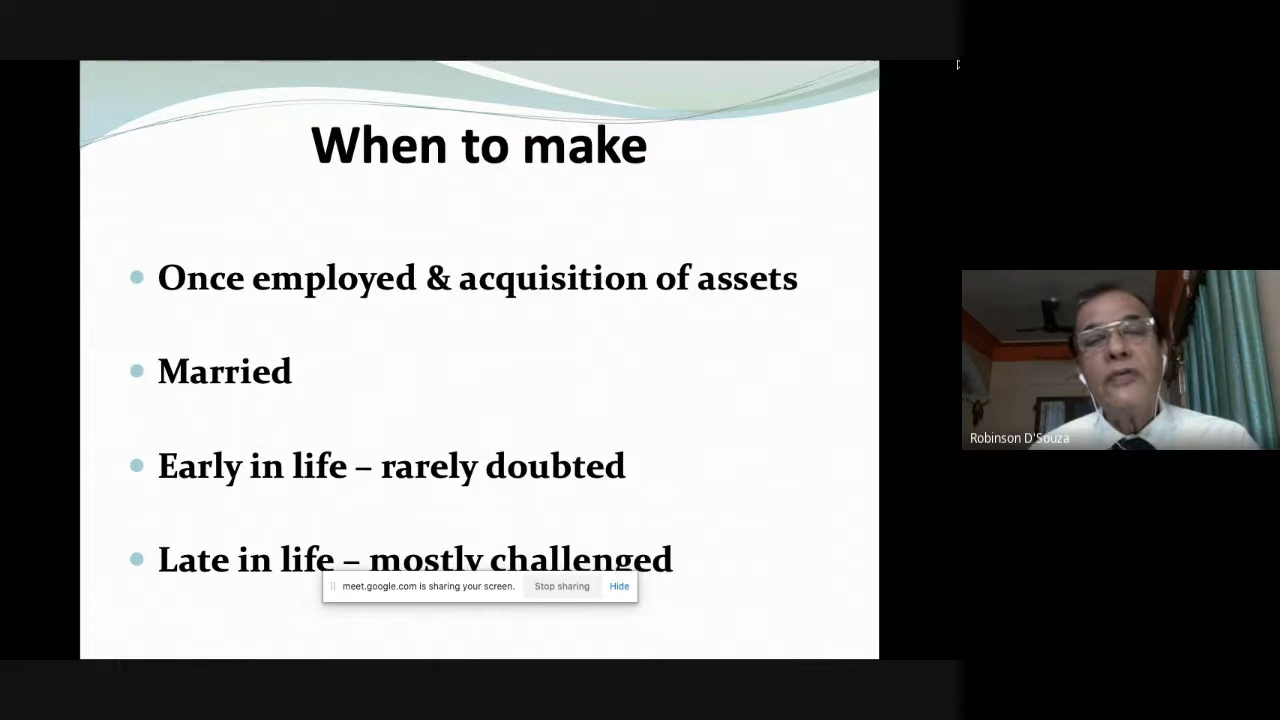 When to make
Once employed & acquisition of assets
Married
Early in life – rarely doubted
Late in life – mostly challenged
meet.google.com is sharing your screen. Stop sharing Hide
Robinson D'Souza